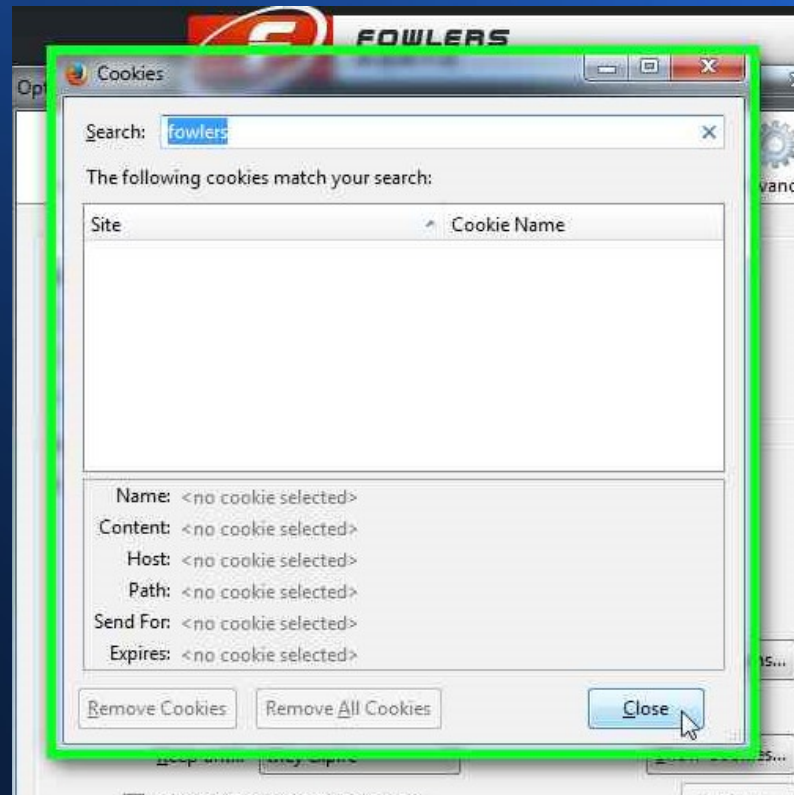 FOWLERS
Opt
Cookies
Search: fowlers
The following cookies match your search:
Site Cookie Name
Name: <no cookie selected>
Content: <no cookie selected>
Host: <no cookie selected>
Path: <no cookie selected>
Send For: <no cookie selected>
Expires: <no cookie selected>
Remove Cookies Remove All Cookies Close